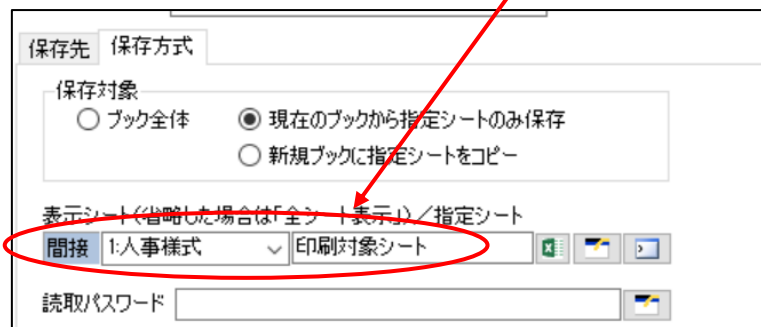 保存先 保存方式
保存対象
ブック全体 現在のブックから指定シートのみ保存
新規ブックに指定シートをコピー
表示シート(省略した場合は「全シート表示」)/指定シート
間接 1:人事様式 印刷対象シート
読取パスワード